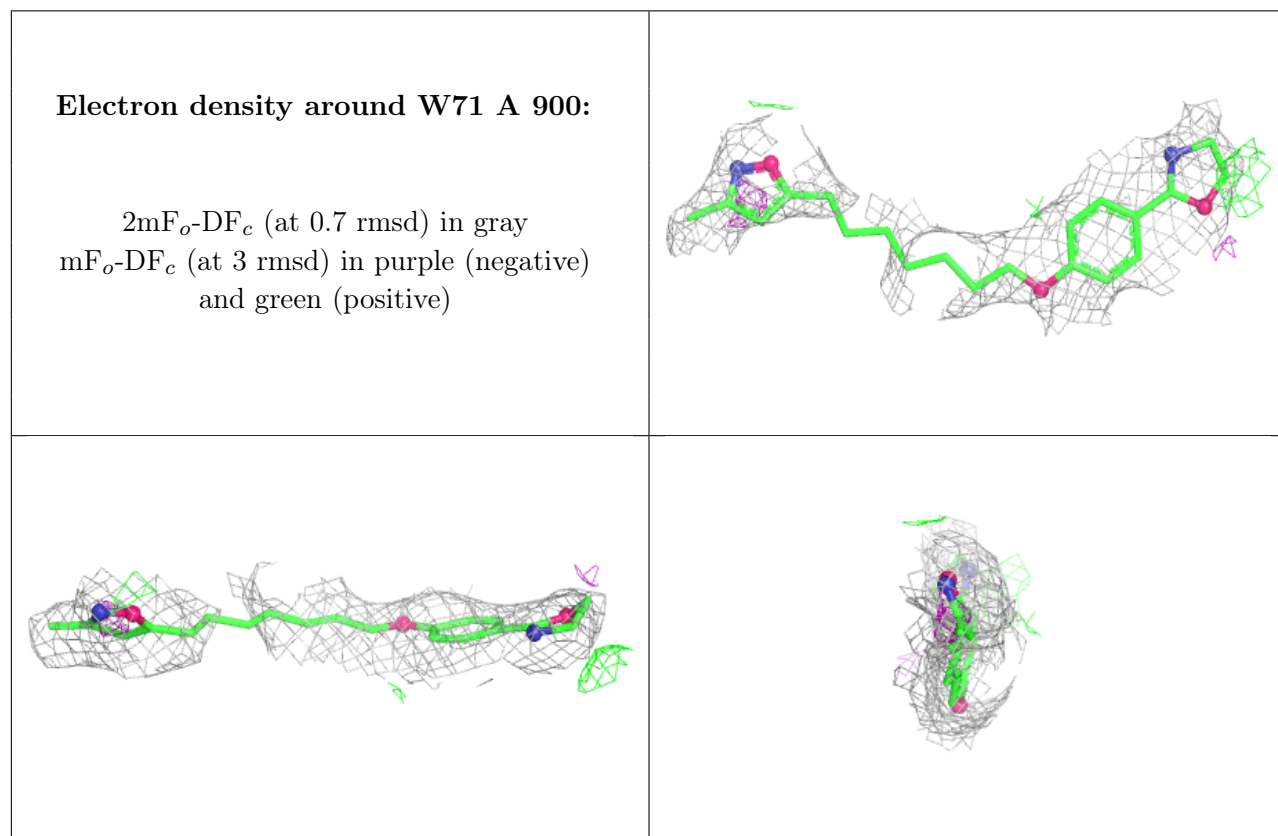 Electron density around W71 A 900:
2mFo-DFc (at 0.7 rmsd) in gray
mFo-DFc (at 3 rmsd) in purple (negative)
and green (positive)